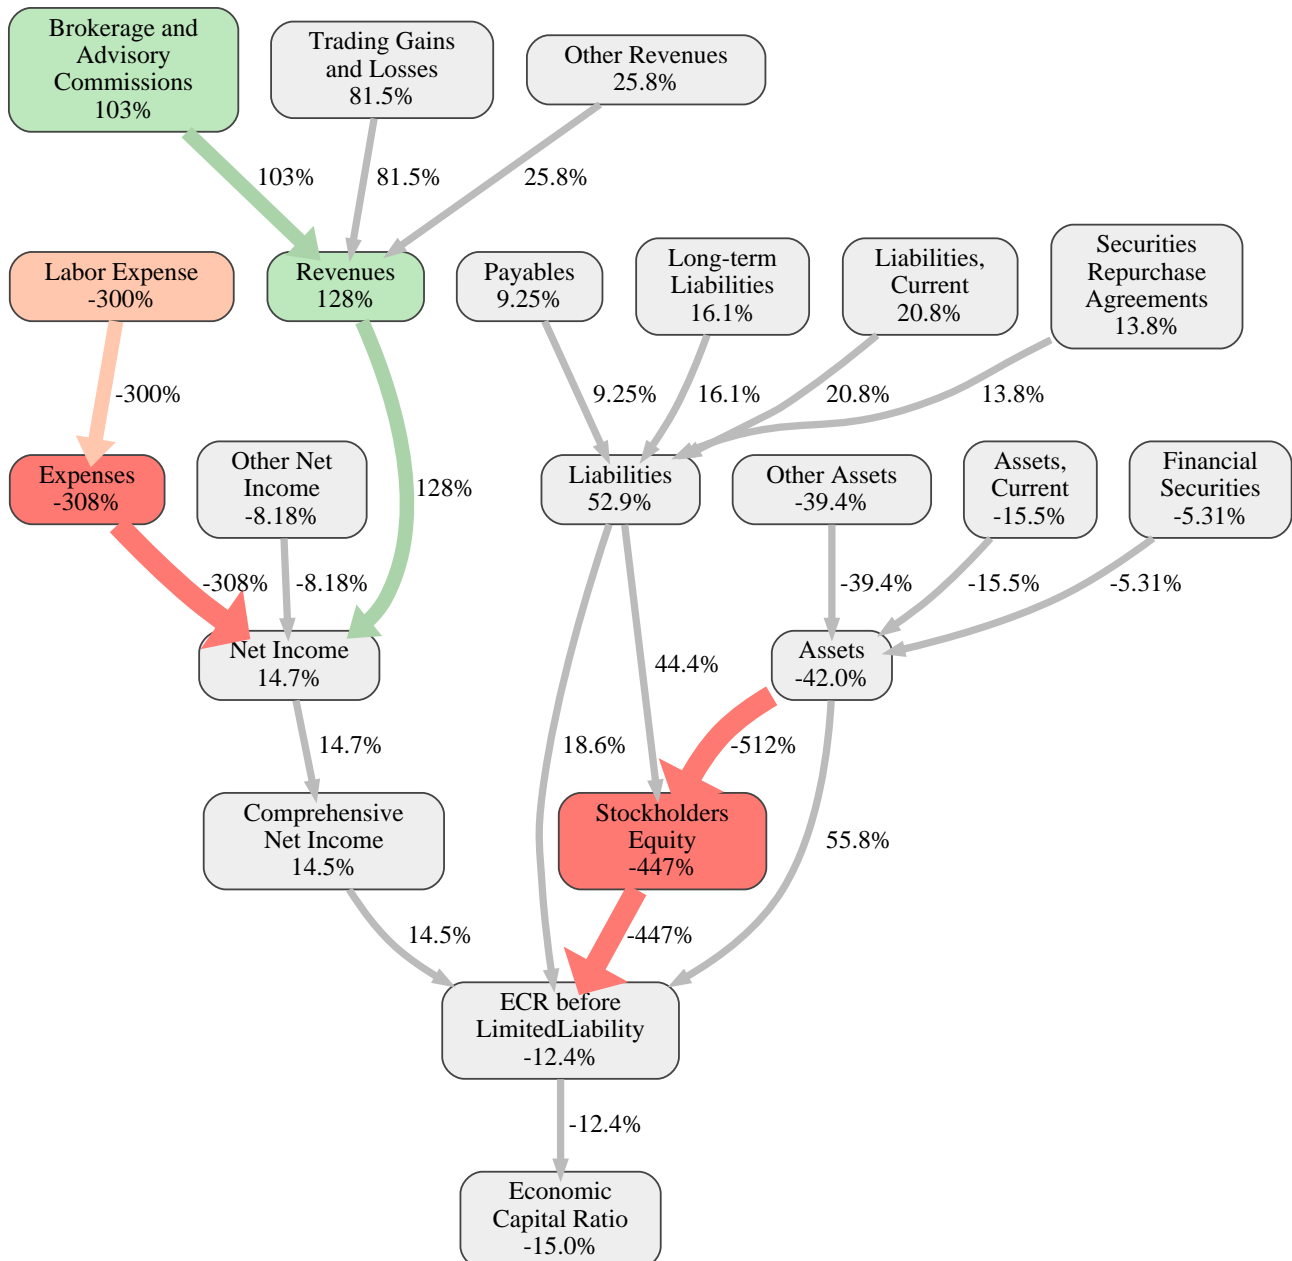 Brokerage and
Advisory
Commissions
103%
Trading Gains
and Losses
81.5%
Other Revenues
25.8%
103%
81.5%
25.8%
Labor Expense
-300%
Revenues
128%
Payables
9.25%
Long-term
Liabilities
16.1%
Liabilities,
Current
20.8%
Securities
Repurchase
Agreements
13.8%
-300%
9.25%
16.1%
20.8%
13.8%
Expenses
-308%
Other Net
Income
-8.18%
128%
Liabilities
52.9%
Other Assets
-39.4%
Assets,
Current
-15.5%
Financial
Securities
-5.31%
-308%
-8.18%
-39.4%
-15.5%
-5.31%
Net Income
14.7%
44.4%
Assets
-42.0%
14.7%
18.6%
-512%
Comprehensive
Net Income
14.5%
Stockholders
Equity
-447%
55.8%
14.5%
-447%
ECR before
LimitedLiability
-12.4%
-12.4%
Economic
Capital Ratio
-15.0%